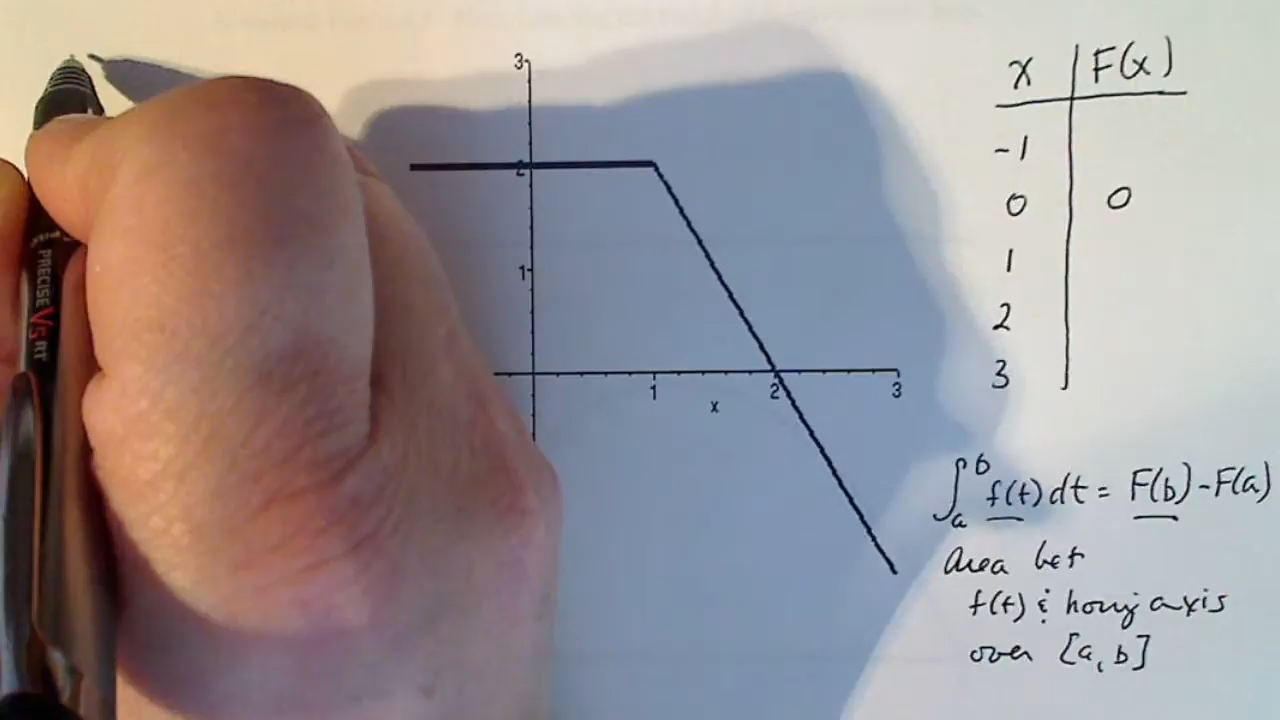 3
2
1
1 2 3
x
x F(x)
-1
0 0
1
2
3
∫_a^b f(t) dt = F(b) - F(a)
Area bet
f(t) & horiz axis
over [a, b]
PRECISE V5 RT